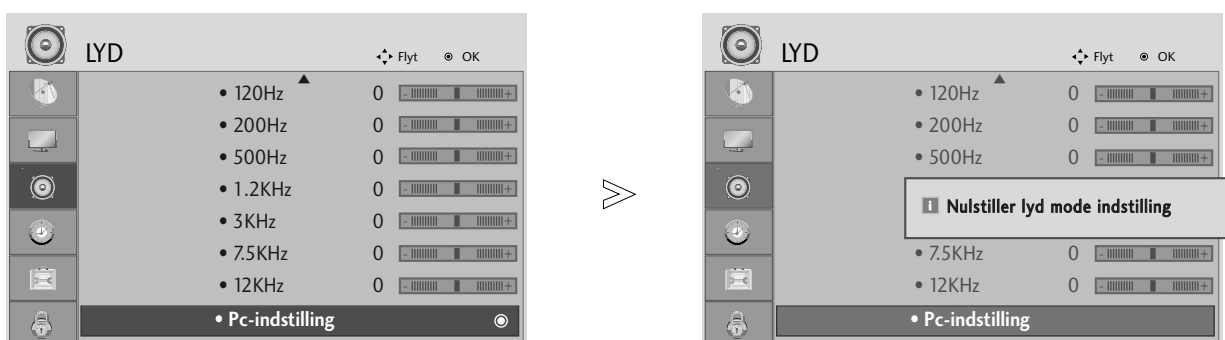 LYD Flyt OK
• 120Hz 0 - +
• 200Hz 0 - +
• 500Hz 0 - +
• 1.2KHz 0 - +
• 3KHz 0 - +
• 7.5KHz 0 - +
• 12KHz 0 - +
• Pc-indstilling
LYD Flyt OK
• 120Hz 0 - +
• 200Hz 0 - +
• 500Hz 0 - +
i Nulstiller lyd mode indstilling
• 7.5KHz 0 - +
• 12KHz 0 - +
• Pc-indstilling